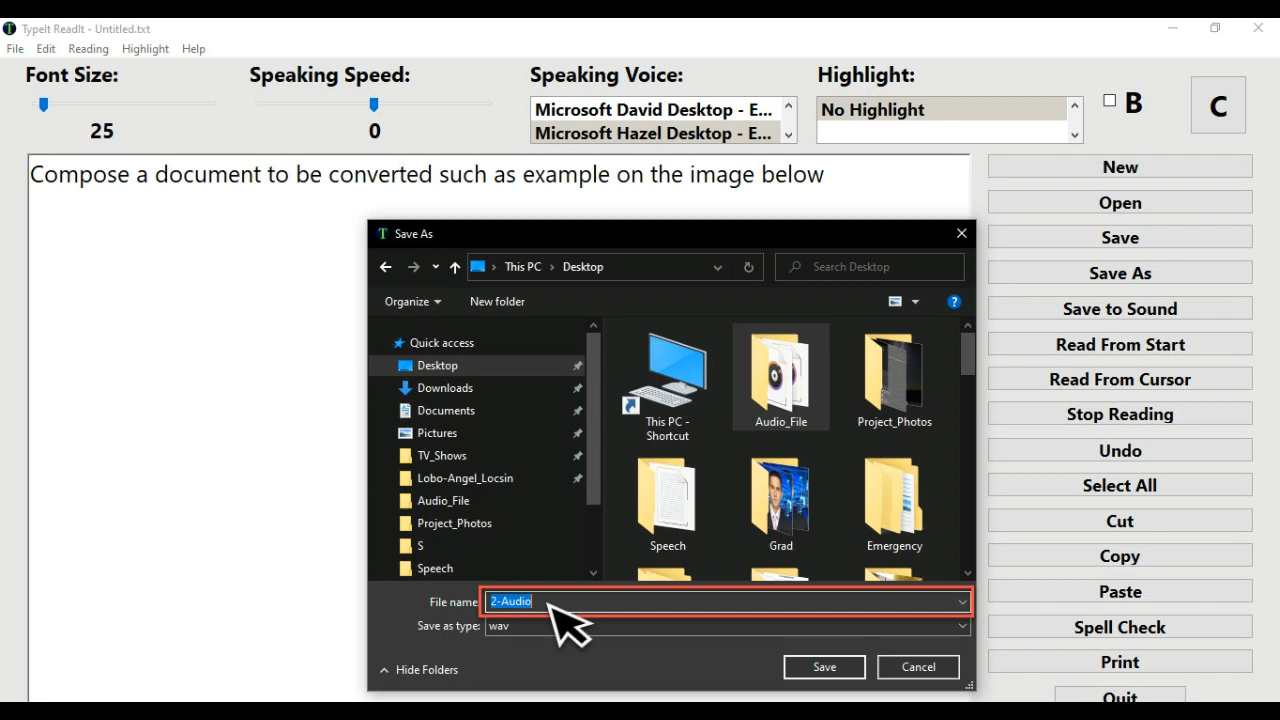 TypeIt ReadIt - Untitled.txt
File Edit Reading Highlight Help
Font Size:
25
Speaking Speed:
0
Speaking Voice:
Microsoft David Desktop - E...
Microsoft Hazel Desktop - E...
Highlight:
No Highlight
B
C
Compose a document to be converted such as example on the image below
New
Open
Save
Save As
Save to Sound
Read From Start
Read From Cursor
Stop Reading
Undo
Select All
Cut
Copy
Paste
Spell Check
Print
Quit
T Save As
This PC > Desktop
Search Desktop
Organize New folder
?
Quick access
Desktop
Downloads
Documents
Pictures
TV_Shows
Lobo-Angel_Locsin
Audio_File
Project_Photos
S
Speech
This PC -
Shortcut
Audio_File
Project_Photos
Speech
Grad
Emergency
File name: 2-Audio
Save as type: wav
Hide Folders
Save
Cancel